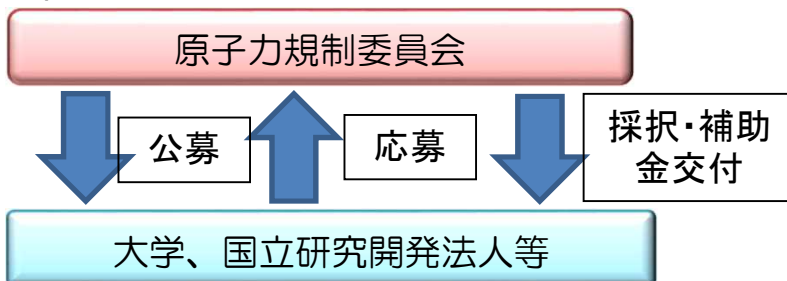 原子力規制委員会
公募
応募
採択・補助
金交付
大学、国立研究開発法人等